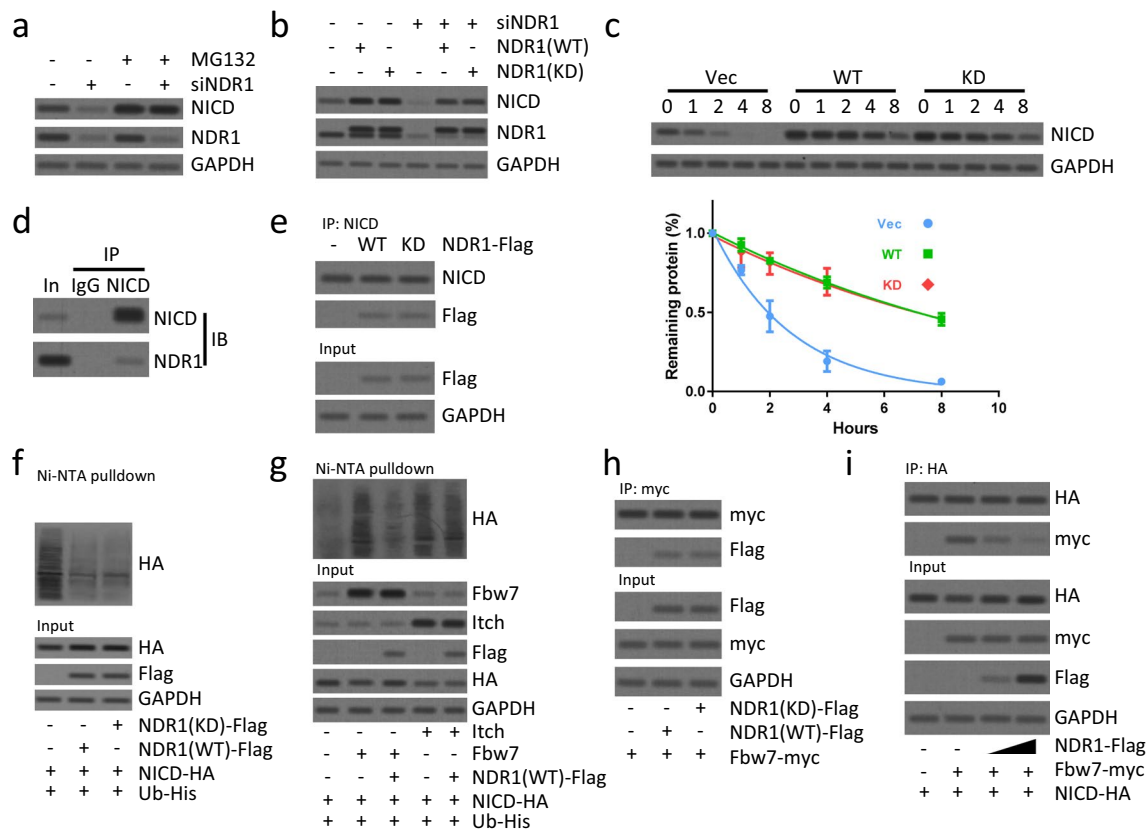 a
- - + + MG132
- + - + siNDR1
NICD
NDR1
GAPDH
b
- - - + + + siNDR1
- + - - + - NDR1(WT)
- - + - - + NDR1(KD)
NICD
NDR1
GAPDH
c
Vec WT KD
0 1 2 4 8 0 1 2 4 8 0 1 2 4 8
NICD
GAPDH
Remaining protein (%)
1.0
0.5
0.0
0 2 4 6 8 10
Hours
Vec
WT
KD
d
IP
In IgG NICD
NICD
NDR1
IB
e
IP: NICD
- WT KD NDR1-Flag
NICD
Flag
Input
Flag
GAPDH
f
Ni-NTA pulldown
HA
Input
HA
Flag
GAPDH
- - + NDR1(KD)-Flag
- + - NDR1(WT)-Flag
+ + + NICD-HA
+ + + Ub-His
g
Ni-NTA pulldown
HA
Input
Fbw7
Itch
Flag
HA
GAPDH
- - - + + Itch
- + + - - Fbw7
- - + - + NDR1(WT)-Flag
+ + + + + NICD-HA
+ + + + + Ub-His
h
IP: myc
myc
Flag
Input
Flag
myc
GAPDH
- - + NDR1(KD)-Flag
- + - NDR1(WT)-Flag
+ + + Fbw7-myc
i
IP: HA
HA
myc
Input
HA
myc
Flag
GAPDH
- - NDR1-Flag
- + + + Fbw7-myc
+ + + + NICD-HA